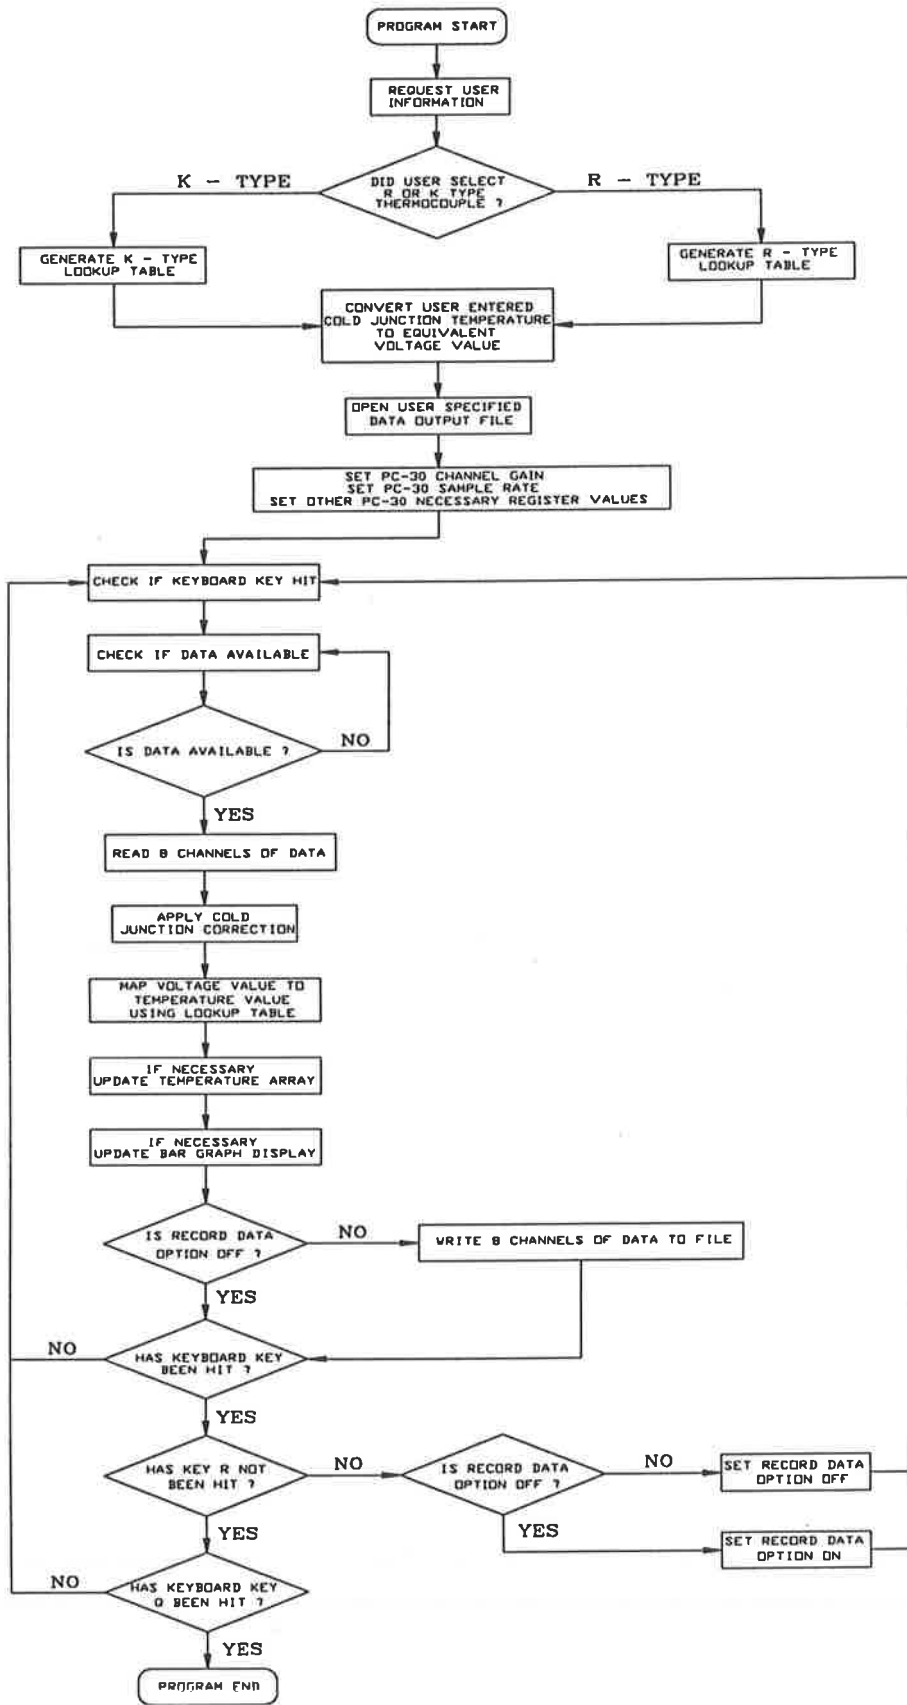 PROGRAM START
REQUEST USER
INFORMATION
DID USER SELECT
R OR K TYPE
THERMOCOUPLE ?
K - TYPE
R - TYPE
GENERATE K - TYPE
LOOKUP TABLE
GENERATE R - TYPE
LOOKUP TABLE
CONVERT USER ENTERED
COLD JUNCTION TEMPERATURE
TO EQUIVALENT
VOLTAGE VALUE
OPEN USER SPECIFIED
DATA OUTPUT FILE
SET PC-30 CHANNEL GAIN
SET PC-30 SAMPLE RATE
SET OTHER PC-30 NECESSARY REGISTER VALUES
CHECK IF KEYBOARD KEY HIT
CHECK IF DATA AVAILABLE
IS DATA AVAILABLE ?
NO
YES
READ 8 CHANNELS OF DATA
APPLY COLD
JUNCTION CORRECTION
MAP VOLTAGE VALUE TO
TEMPERATURE VALUE
USING LOOKUP TABLE
IF NECESSARY
UPDATE TEMPERATURE ARRAY
IF NECESSARY
UPDATE BAR GRAPH DISPLAY
IS RECORD DATA
OPTION OFF ?
NO
WRITE 8 CHANNELS OF DATA TO FILE
YES
NO
HAS KEYBOARD KEY
BEEN HIT ?
YES
HAS KEY R NOT
BEEN HIT ?
NO
IS RECORD DATA
OPTION OFF ?
NO
SET RECORD DATA
OPTION OFF
YES
YES
SET RECORD DATA
OPTION ON
NO
HAS KEYBOARD KEY
Q BEEN HIT ?
YES
PROGRAM END